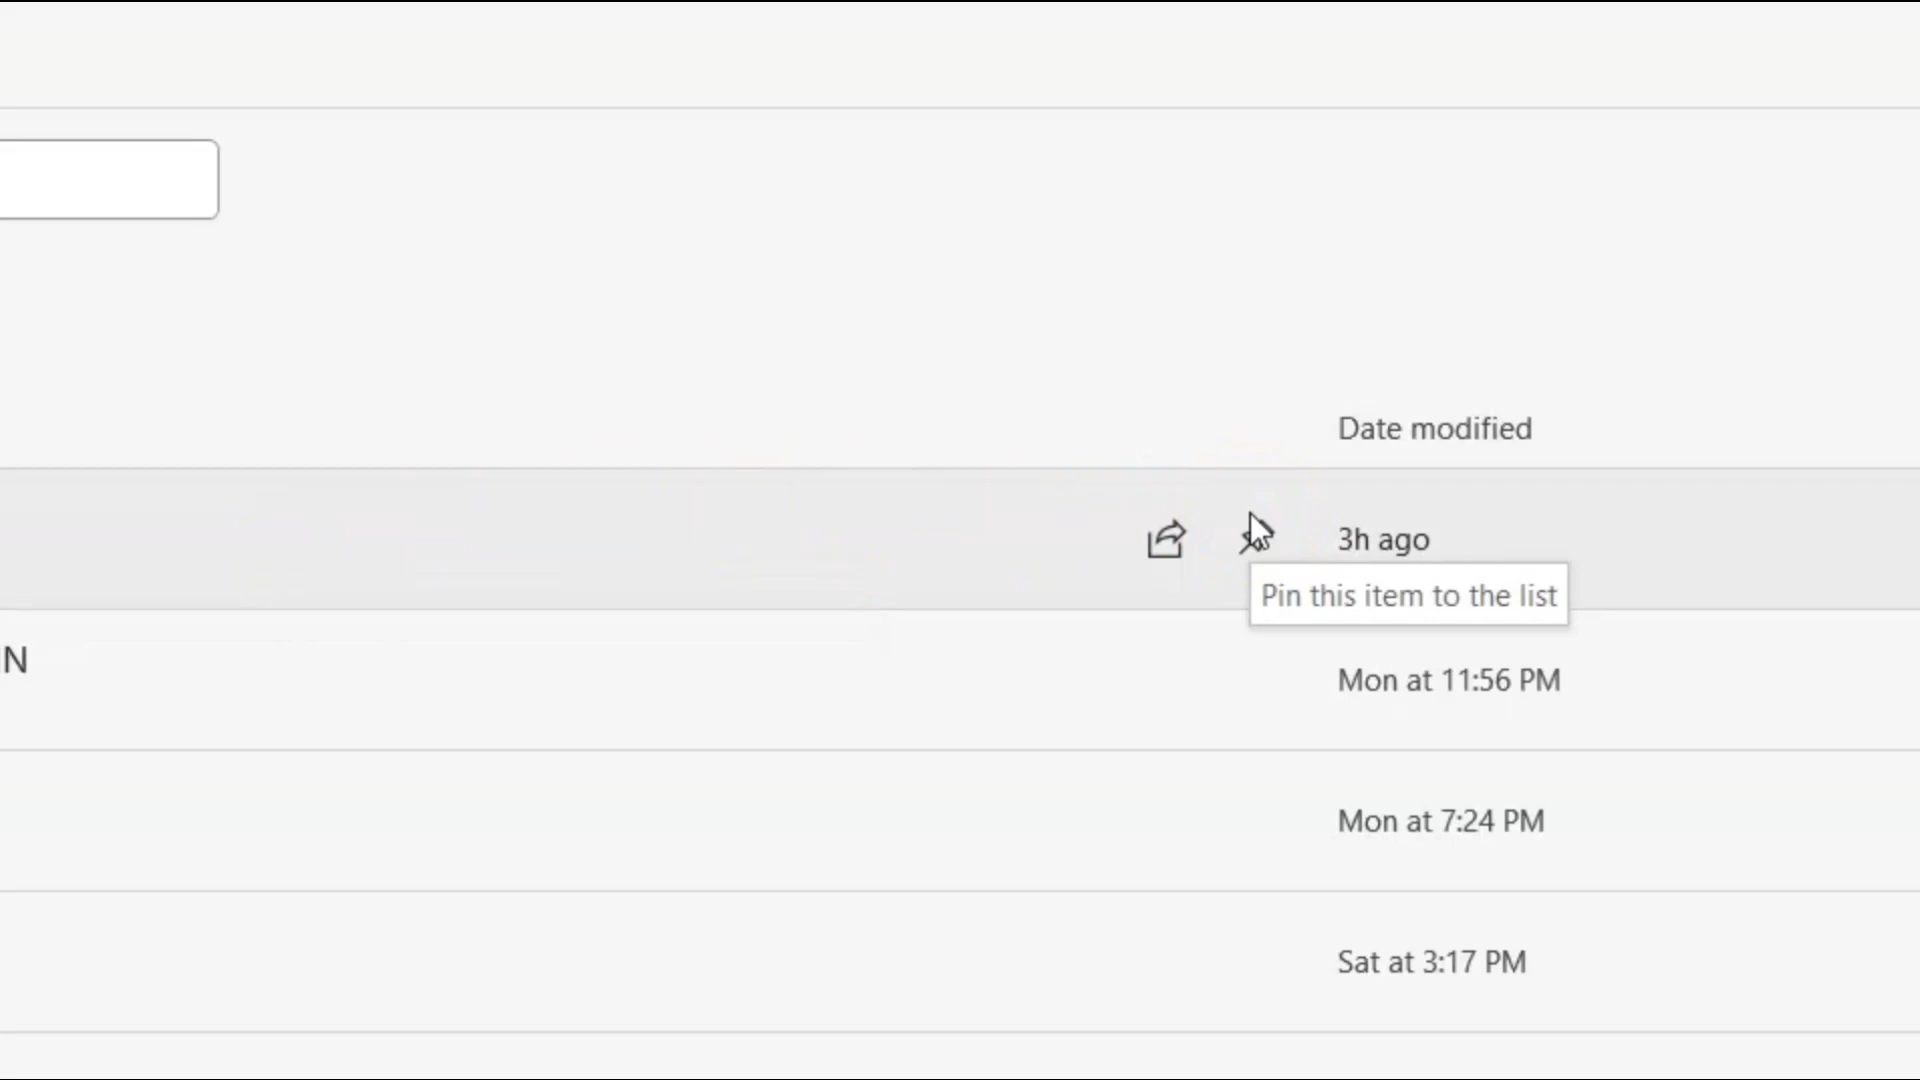 Date modified
3h ago
Pin this item to the list
N
Mon at 11:56 PM
Mon at 7:24 PM
Sat at 3:17 PM